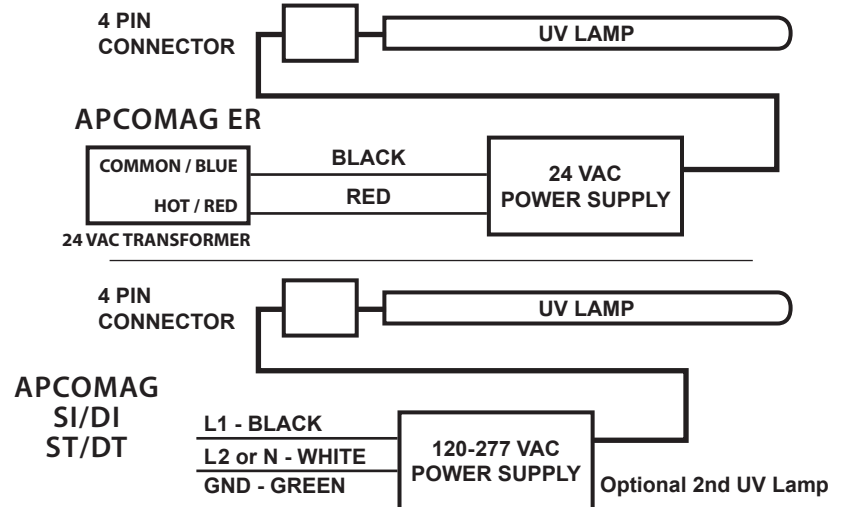 4 PIN
CONNECTOR
UV LAMP
APCOMAG ER
COMMON / BLUE
BLACK
HOT / RED
RED
24 VAC
POWER SUPPLY
24 VAC TRANSFORMER
4 PIN
CONNECTOR
UV LAMP
APCOMAG
SI/DI
ST/DT
L1 - BLACK
L2 or N - WHITE
GND - GREEN
120-277 VAC
POWER SUPPLY
Optional 2nd UV Lamp